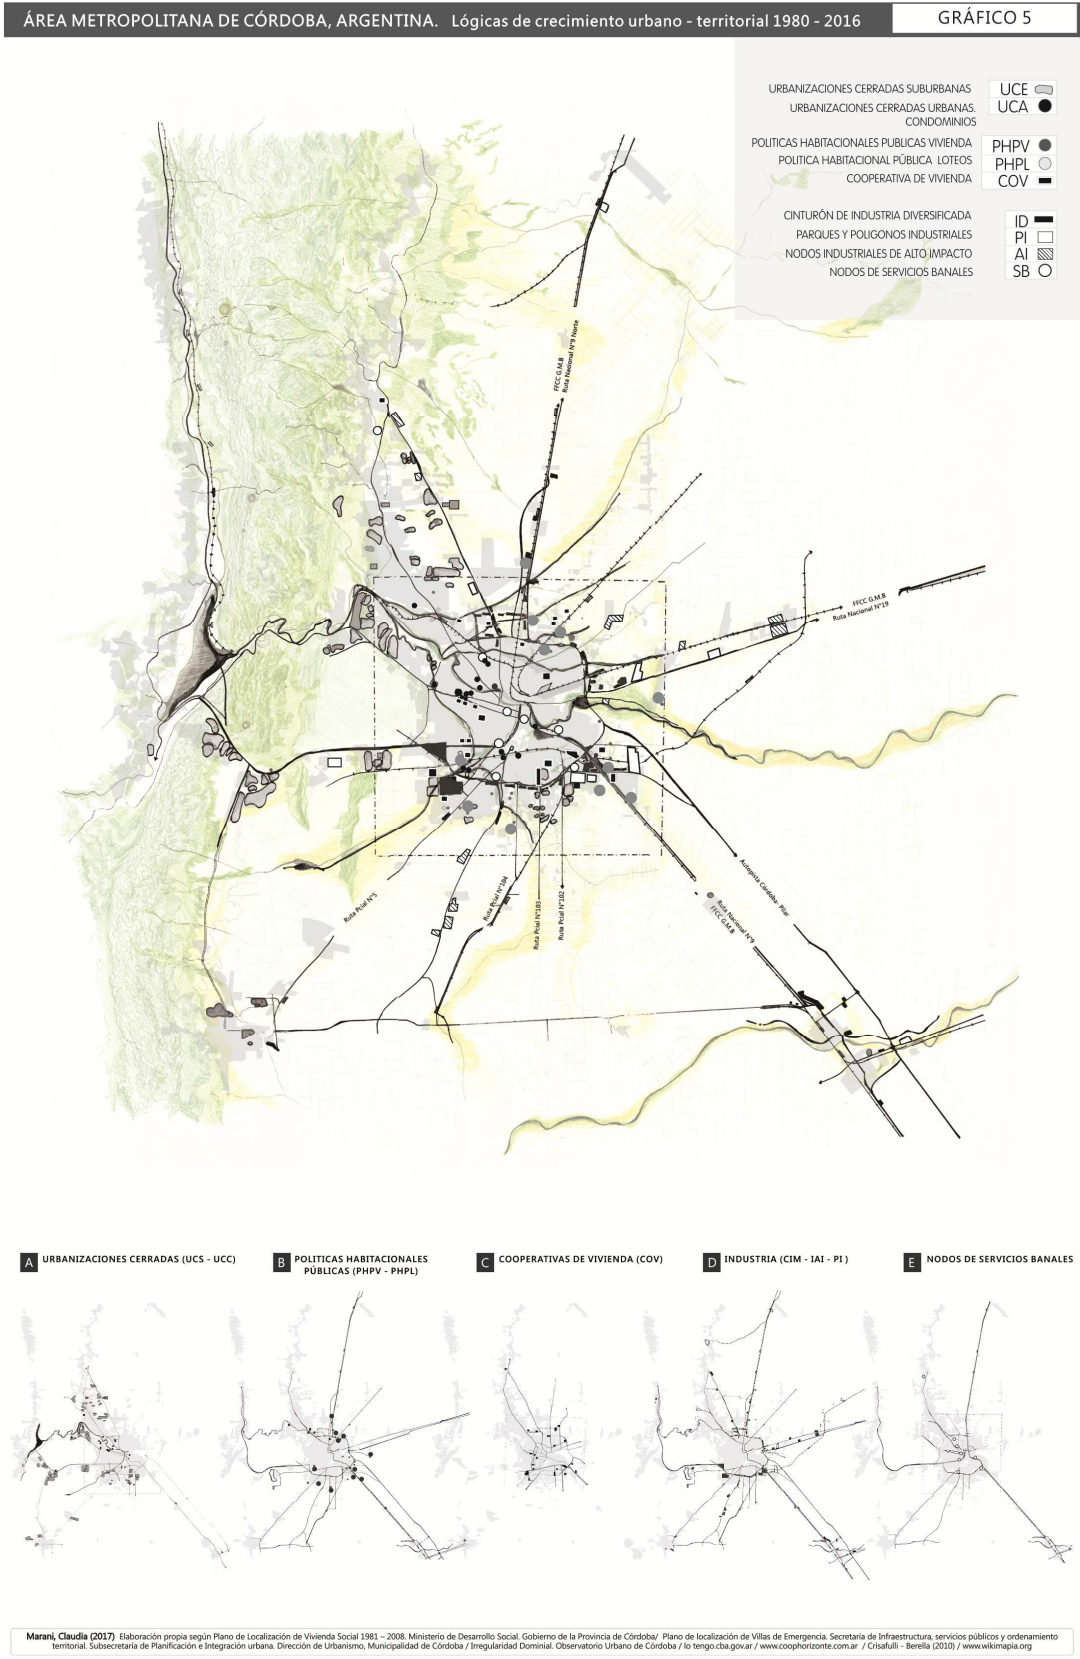 ÁREA METROPOLITANA DE CÓRDOBA, ARGENTINA. Lógicas de crecimiento urbano - territorial 1980 - 2016
GRÁFICO 5
URBANIZACIONES CERRADAS SUBURBANAS UCE
URBANIZACIONES CERRADAS URBANAS. UCA
CONDOMINIOS
POLITICAS HABITACIONALES PUBLICAS VIVIENDA PHPV
POLITICA HABITACIONAL PÚBLICA LOTEOS PHPL
COOPERATIVA DE VIVIENDA COV
CINTURÓN DE INDUSTRIA DIVERSIFICADA ID
PARQUES Y POLIGONOS INDUSTRIALES PI
NODOS INDUSTRIALES DE ALTO IMPACTO AI
NODOS DE SERVICIOS BANALES SB
FFCC G.M.B
Ruta Nacional N°9 Norte
FFCC G.M.B
Ruta Nacional N°19
Ruta Pcial N°5
Ruta Pcial N°104
Ruta Pcial N°103
Ruta Pcial N°102
Autopista Córdoba- Pilar
Ruta Nacional N°9
FFCC G.M.B
A URBANIZACIONES CERRADAS (UCS - UCC)
B POLITICAS HABITACIONALES
PÚBLICAS (PHPV - PHPL)
C COOPERATIVAS DE VIVIENDA (COV)
D INDUSTRIA (CIM - IAI - PI )
E NODOS DE SERVICIOS BANALES
Marani, Claudia (2017) Elaboración propia según Plano de Localización de Vivienda Social 1981 – 2008. Ministerio de Desarrollo Social. Gobierno de la Provincia de Córdoba/ Plano de localización de Villas de Emergencia. Secretaria de Infraestructura, servicios públicos y ordenamiento
territorial. Subsecretaria de Planificación e Integración urbana. Dirección de Urbanismo, Municipalidad de Córdoba / Irregularidad Dominial. Observatorio Urbano de Córdoba / lo tengo.cba.gov.ar / www.coophorizonte.com.ar / Crisafulli - Berella (2010) / www.wikimapia.org